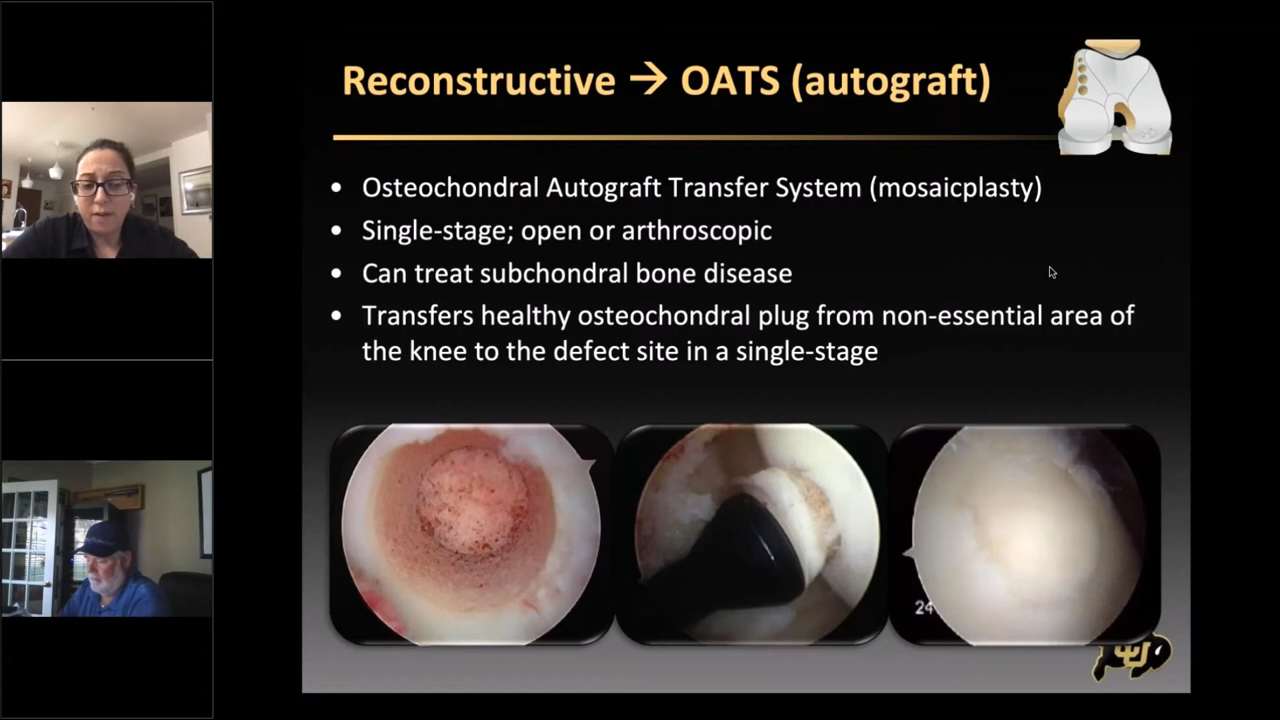 Reconstructive → OATS (autograft)
• Osteochondral Autograft Transfer System (mosaicplasty)
• Single-stage; open or arthroscopic
• Can treat subchondral bone disease
• Transfers healthy osteochondral plug from non-essential area of
the knee to the defect site in a single-stage
24
CU